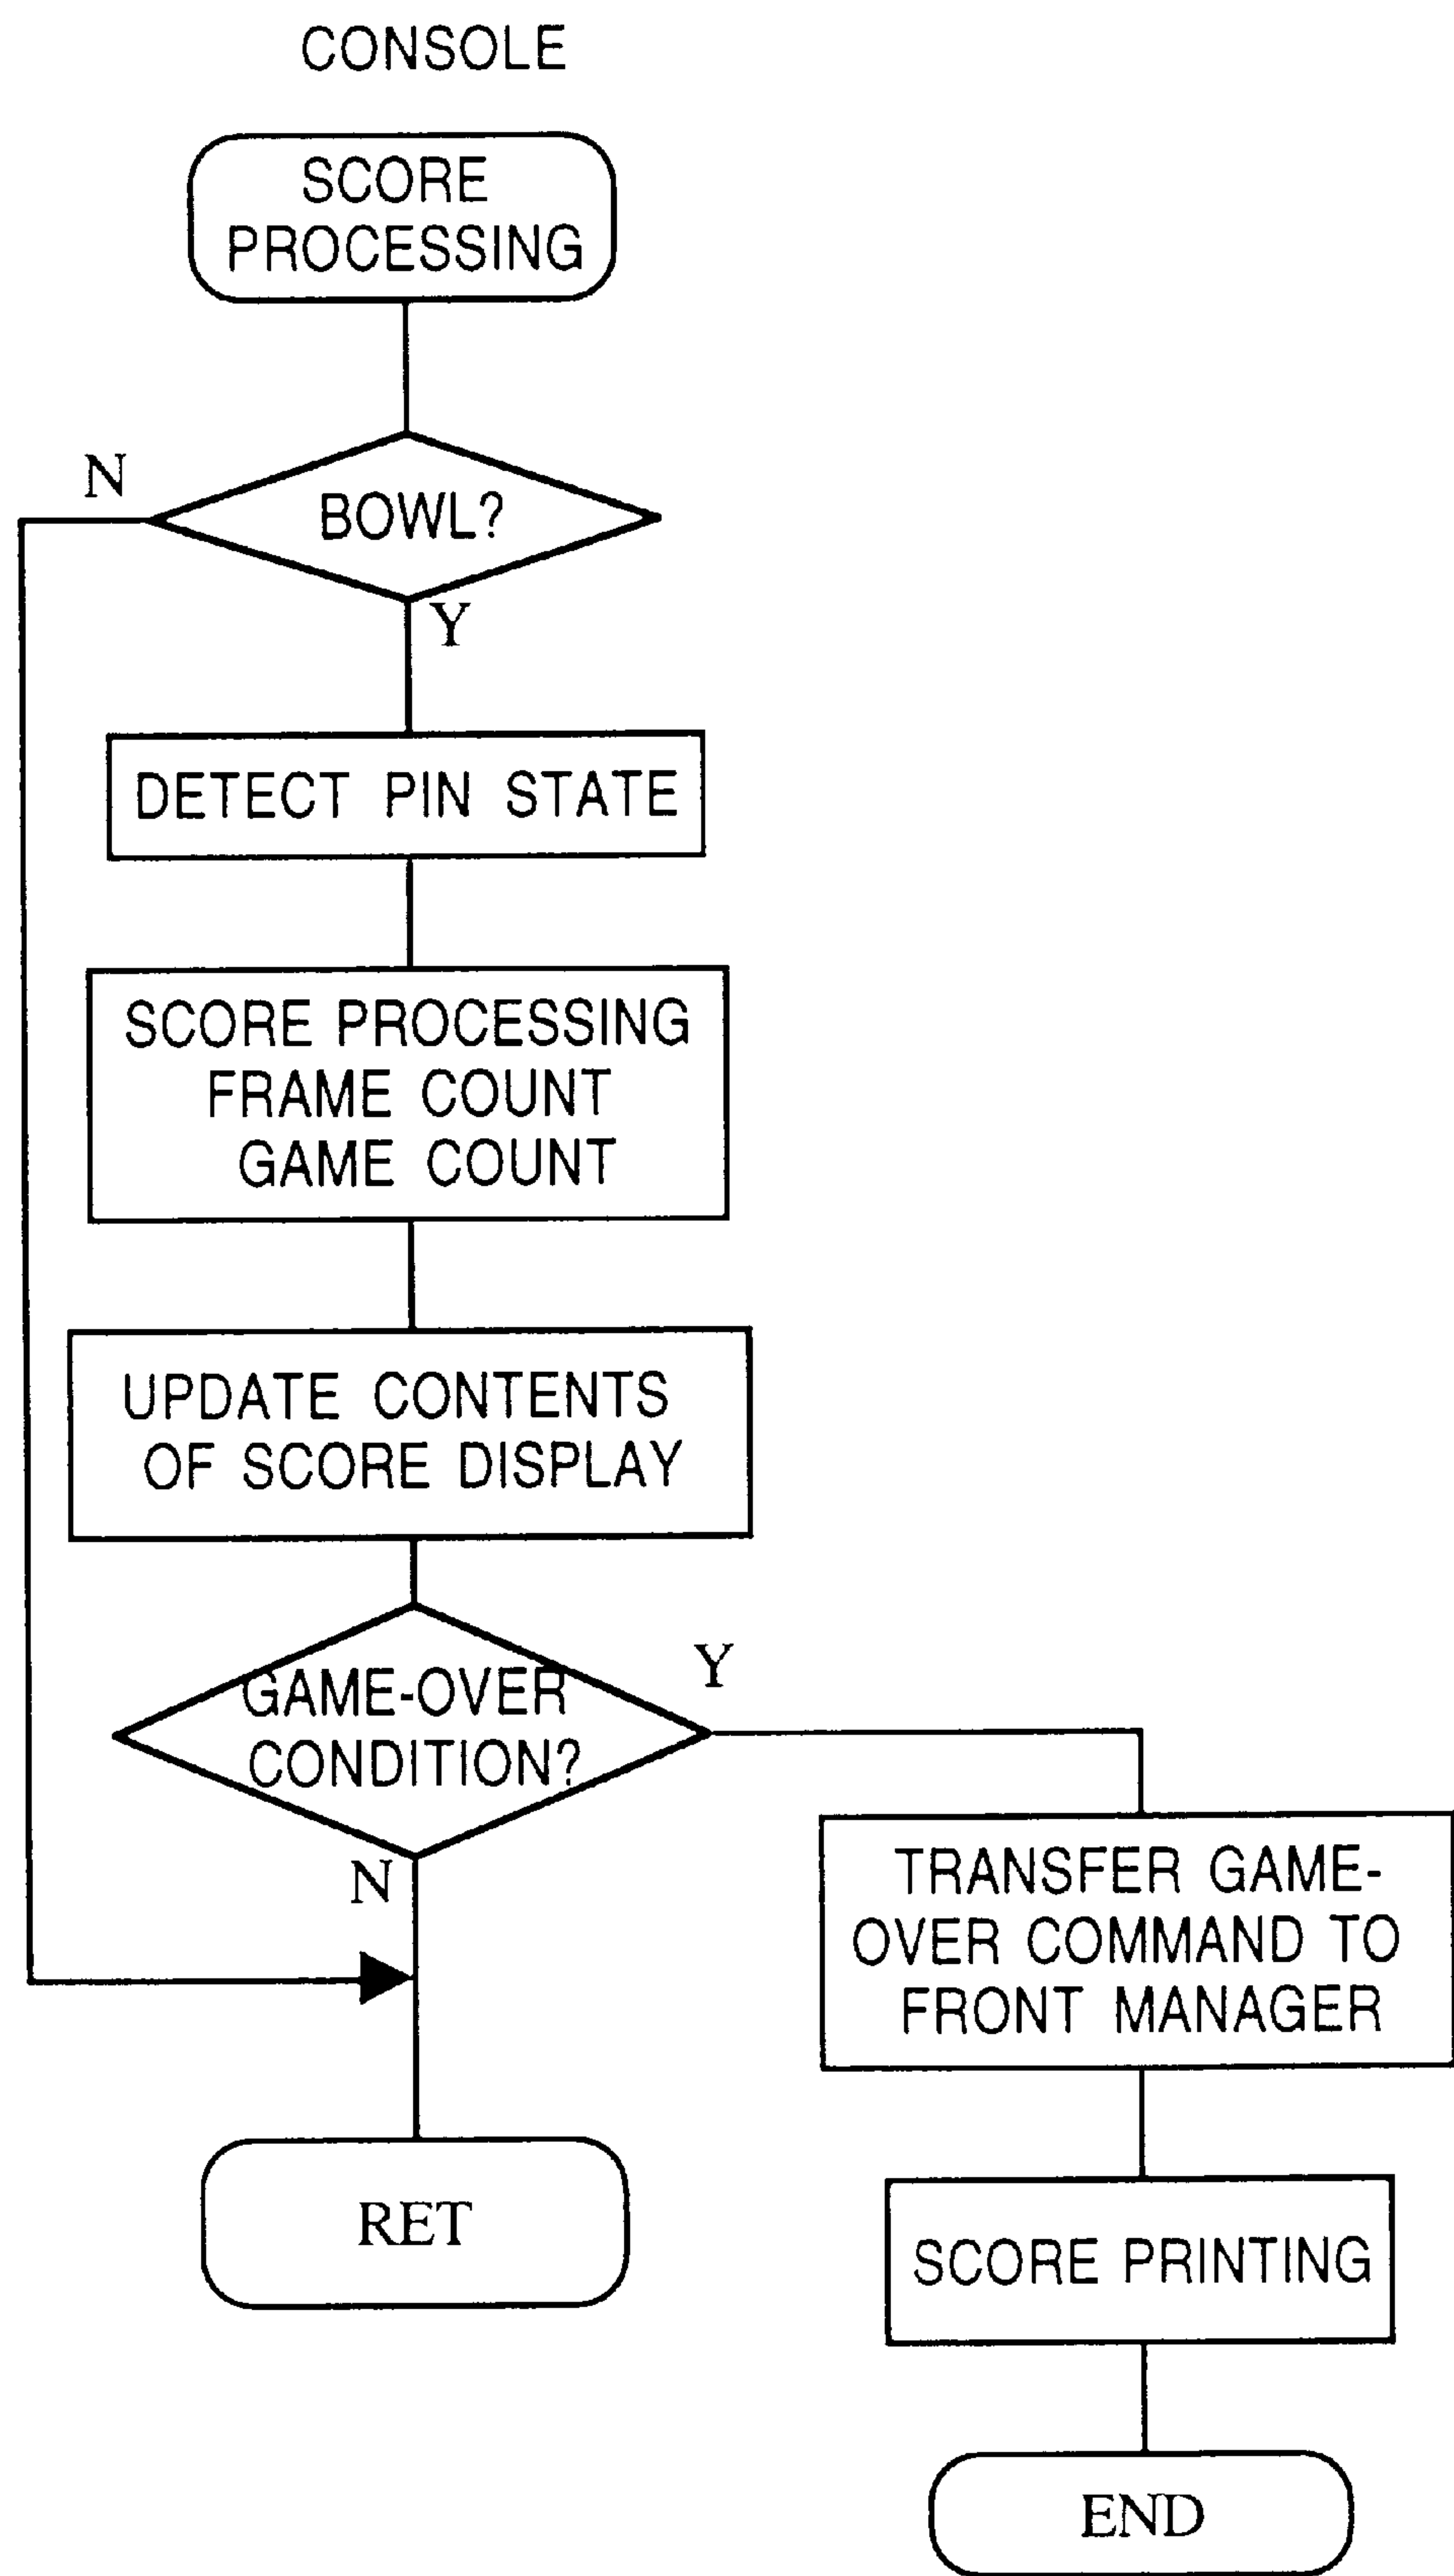 CONSOLE
SCORE
PROCESSING
N
BOWL?
Y
DETECT PIN STATE
SCORE PROCESSING
FRAME COUNT
GAME COUNT
UPDATE CONTENTS
OF SCORE DISPLAY
GAME-OVER
CONDITION?
Y
N
TRANSFER GAME-
OVER COMMAND TO
FRONT MANAGER
RET
SCORE PRINTING
END